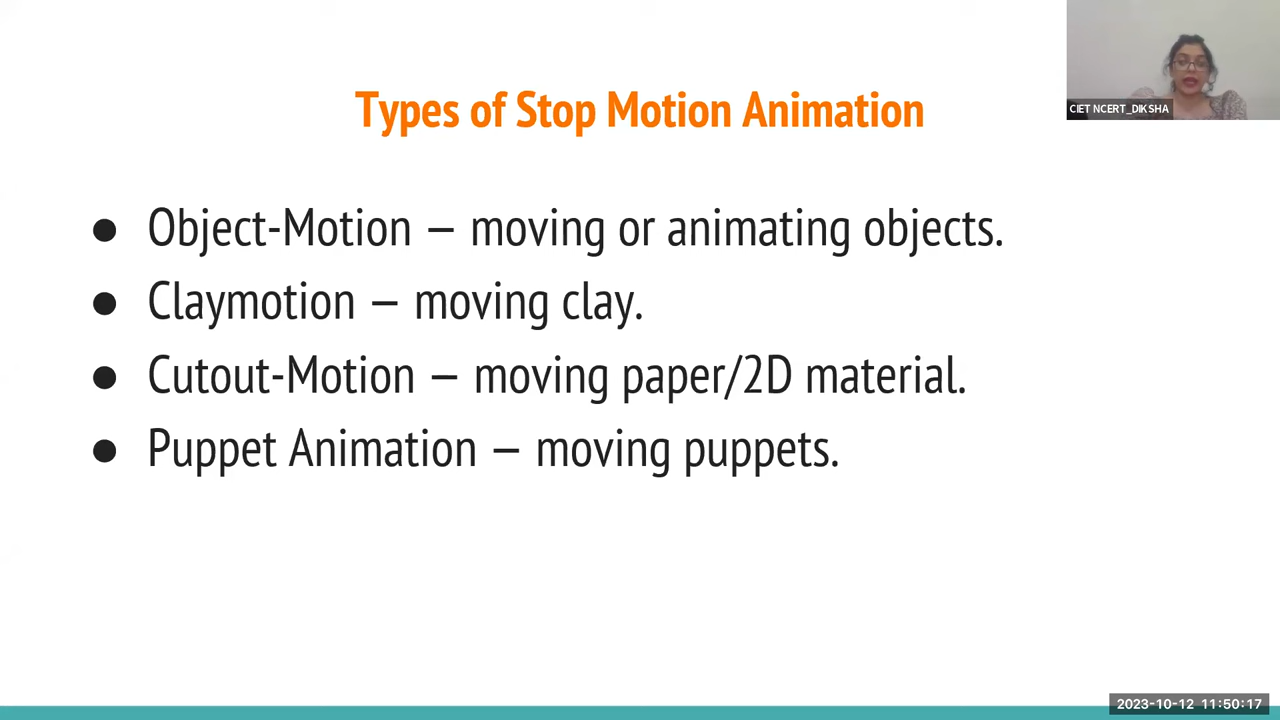 Types of Stop Motion Animation
CIET NCERT_DIKSHA
● Object-Motion — moving or animating objects.
● Claymotion — moving clay.
● Cutout-Motion — moving paper/2D material.
● Puppet Animation — moving puppets.
2023-10-12 11:50:17